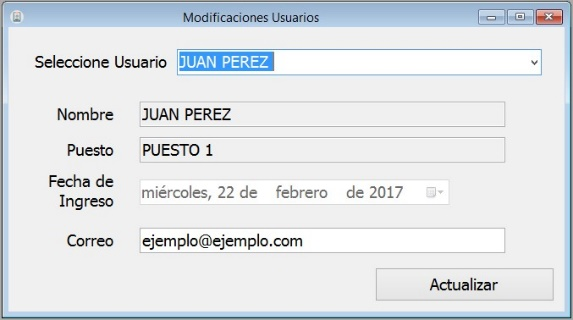 Modificaciones Usuarios
Seleccione Usuario JUAN PEREZ
Nombre JUAN PEREZ
Puesto PUESTO 1
Fecha de
Ingreso miércoles, 22 de febrero de 2017
Correo ejemplo@ejemplo.com
Actualizar